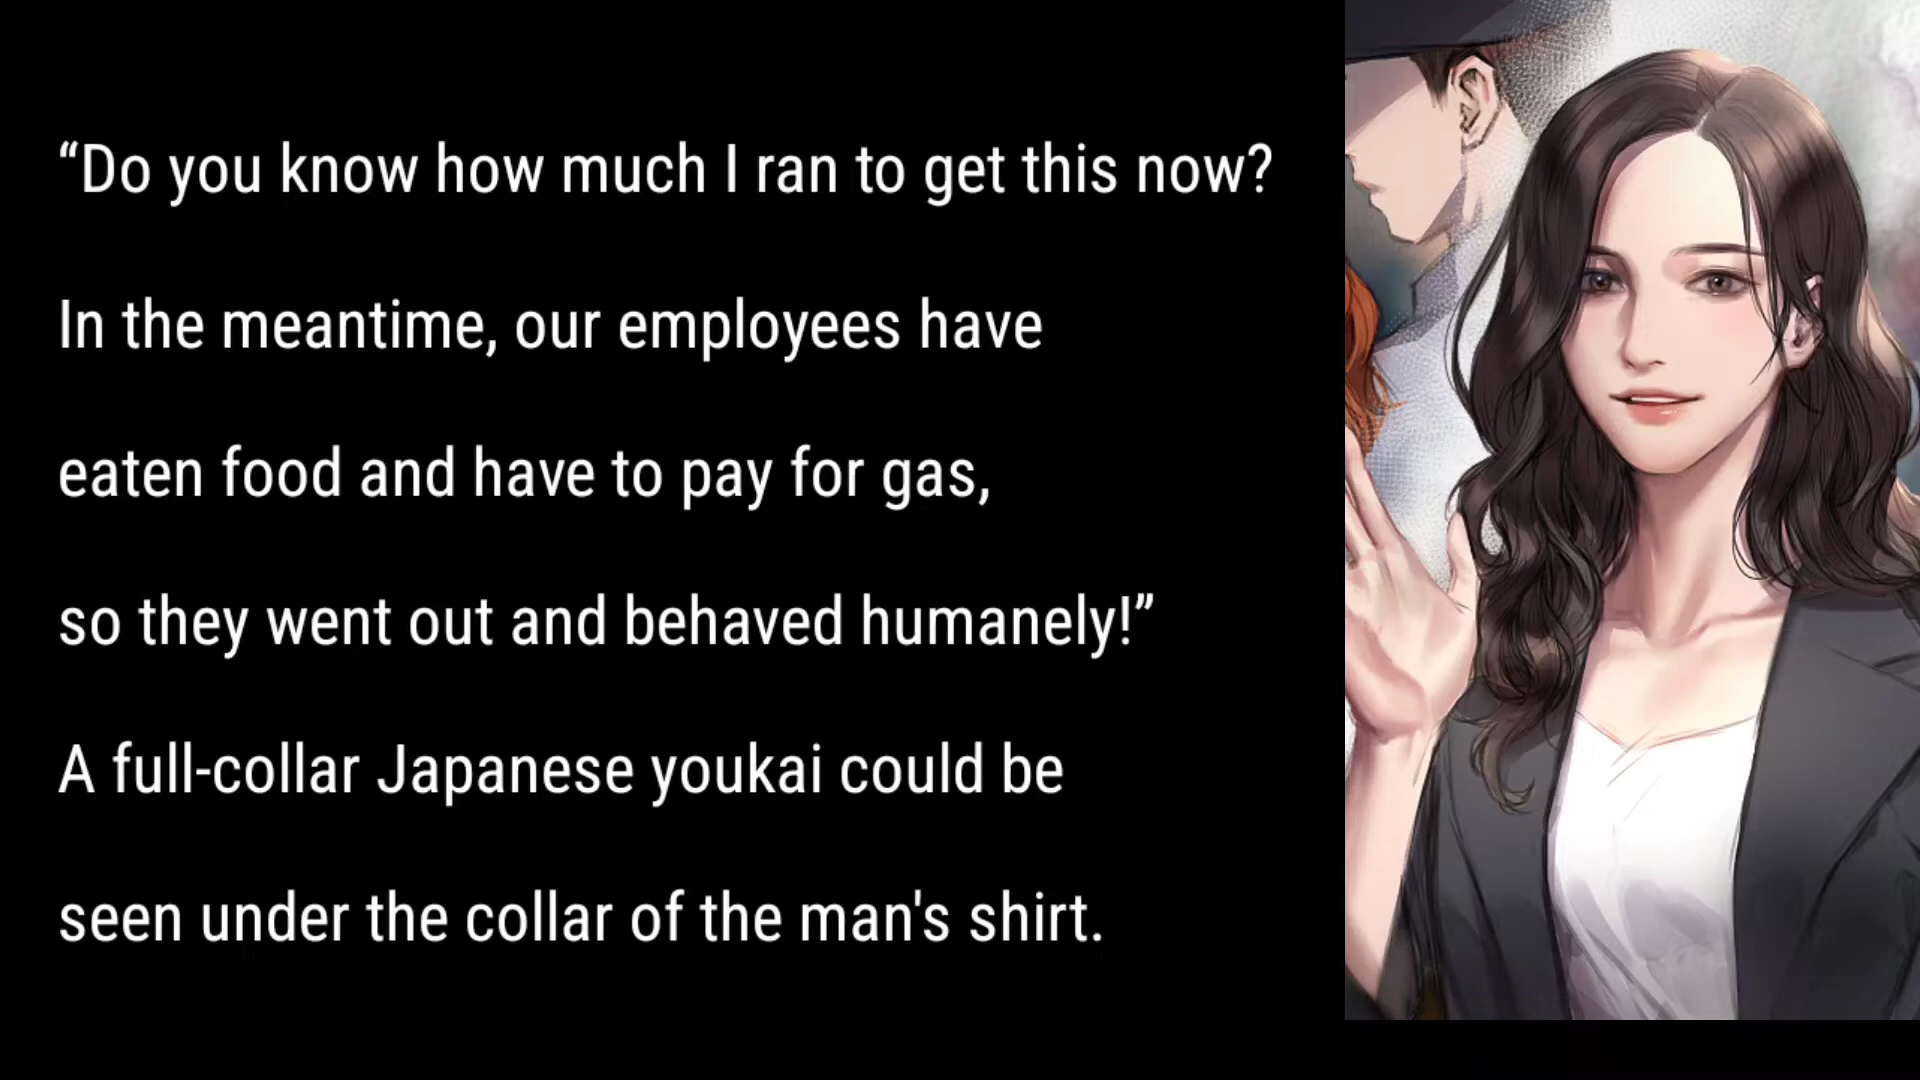 “Do you know how much I ran to get this now?
In the meantime, our employees have
eaten food and have to pay for gas,
so they went out and behaved humanely!”
A full-collar Japanese youkai could be
seen under the collar of the man's shirt.